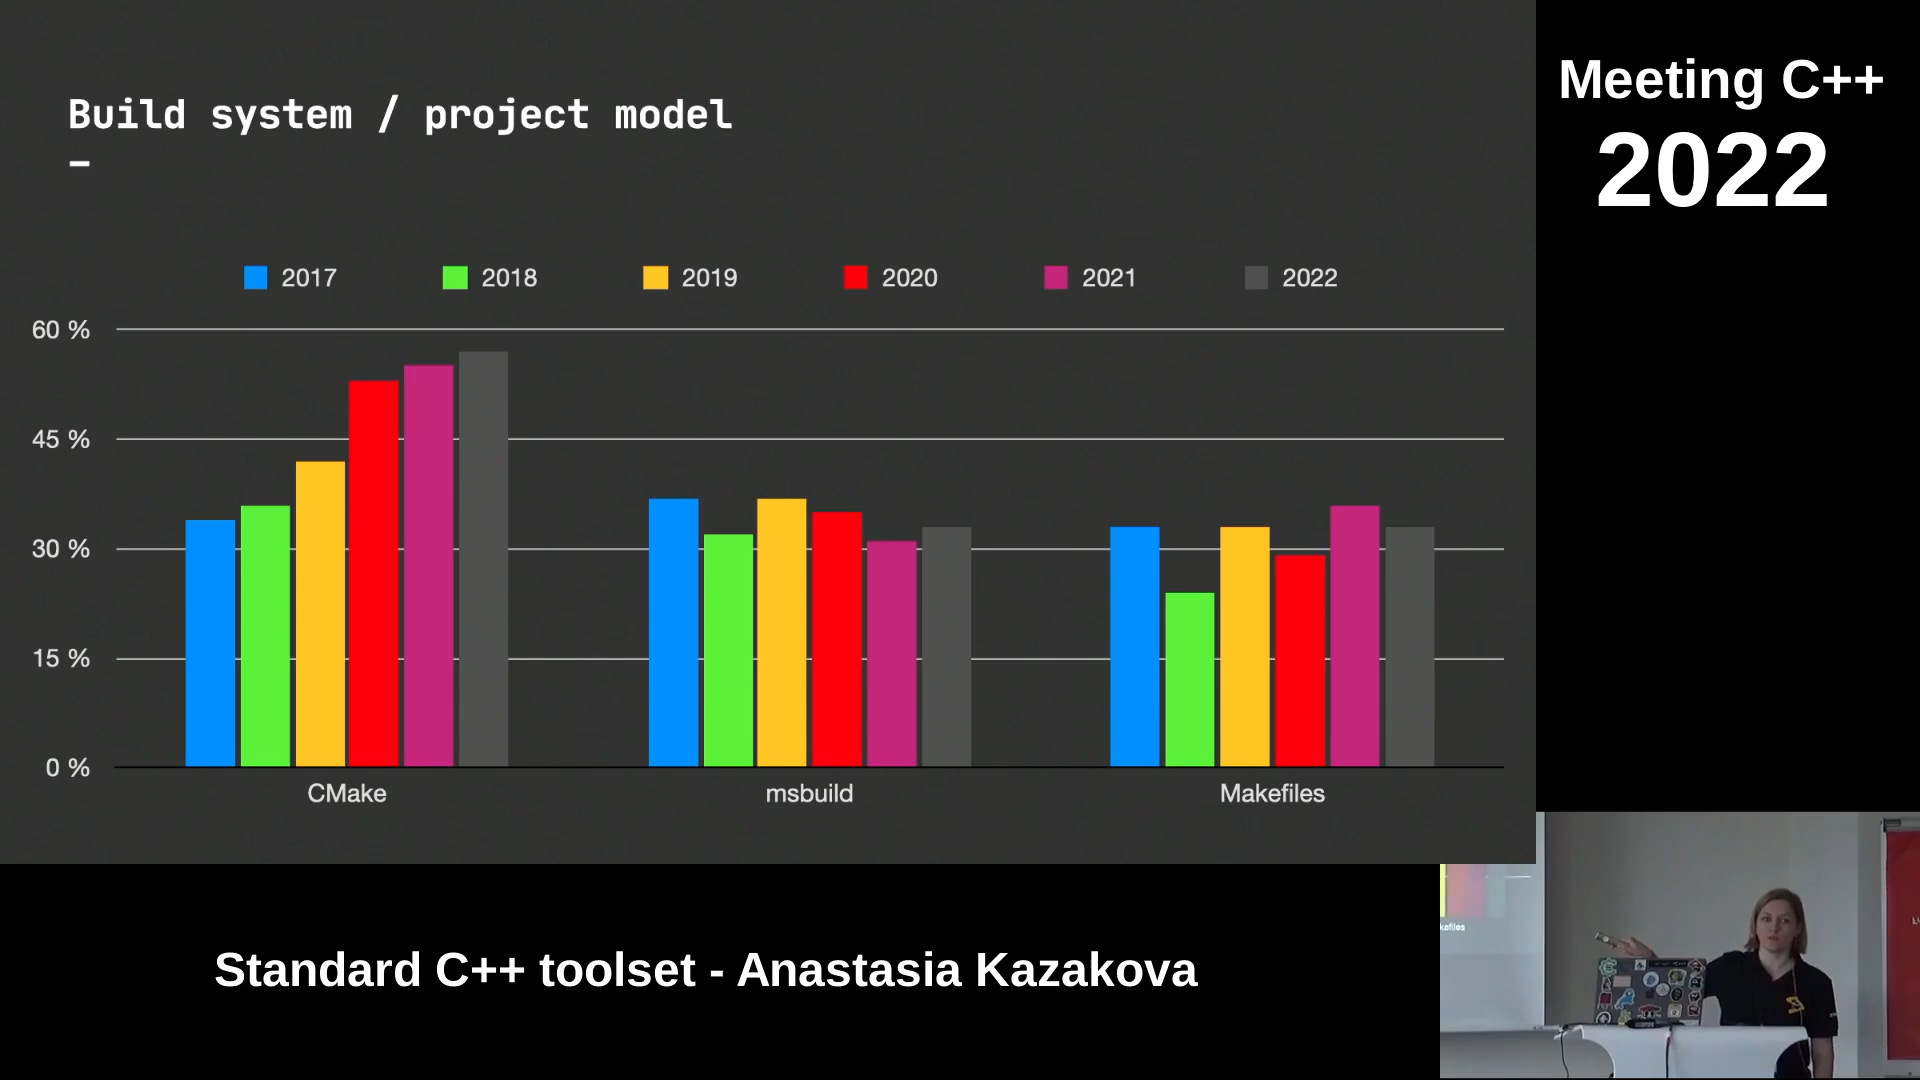 Build system / project model
–
2017 2018 2019 2020 2021 2022
60 %
45 %
30 %
15 %
0 %
CMake msbuild Makefiles
Meeting C++
2022
Standard C++ toolset - Anastasia Kazakova